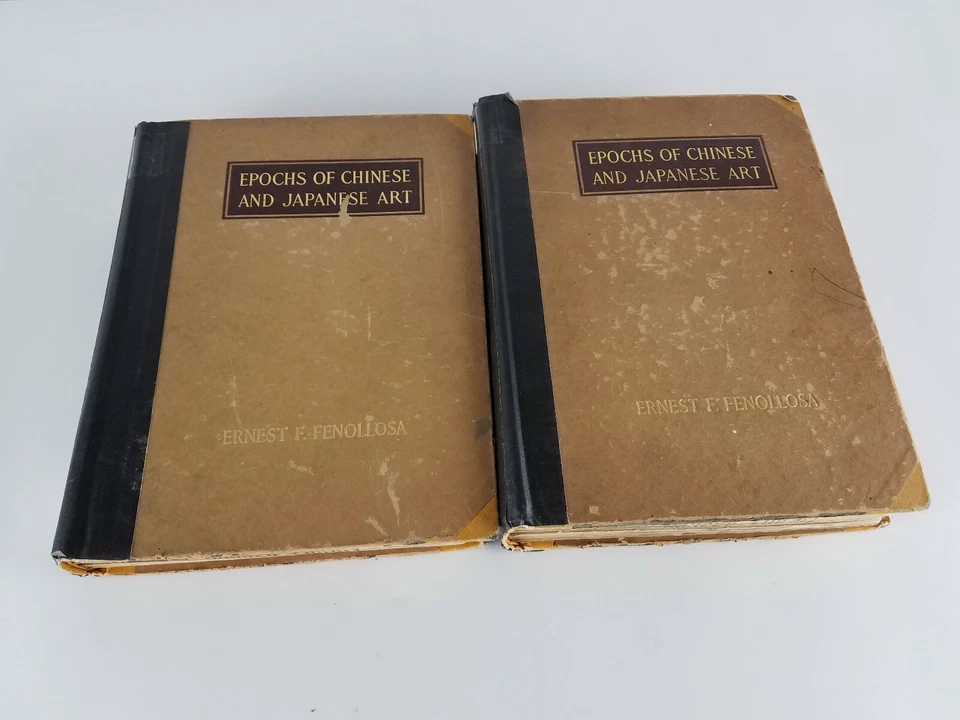 EPOCHS OF CHINESE
AND JAPANESE ART
ERNEST F. FENOLLOSA
EPOCHS OF CHINESE
AND JAPANESE ART
ERNEST F. FENOLLOSA